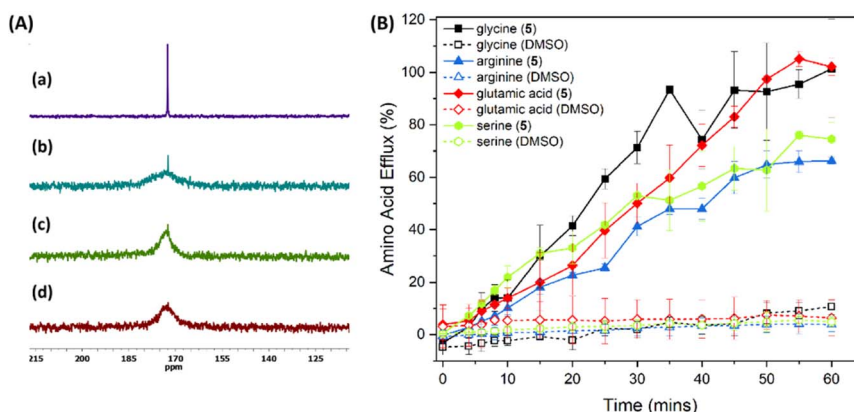 (A)
(a)
(b)
(c)
(d)
215 200 185 170 155 140 125
ppm
(B)
120
100
80
60
40
20
0
Amino Acid Efflux (%)
glycine (5)
glycine (DMSO)
arginine (5)
arginine (DMSO)
glutamic acid (5)
glutamic acid (DMSO)
serine (5)
serine (DMSO)
0 10 20 30 40 50 60
Time (mins)